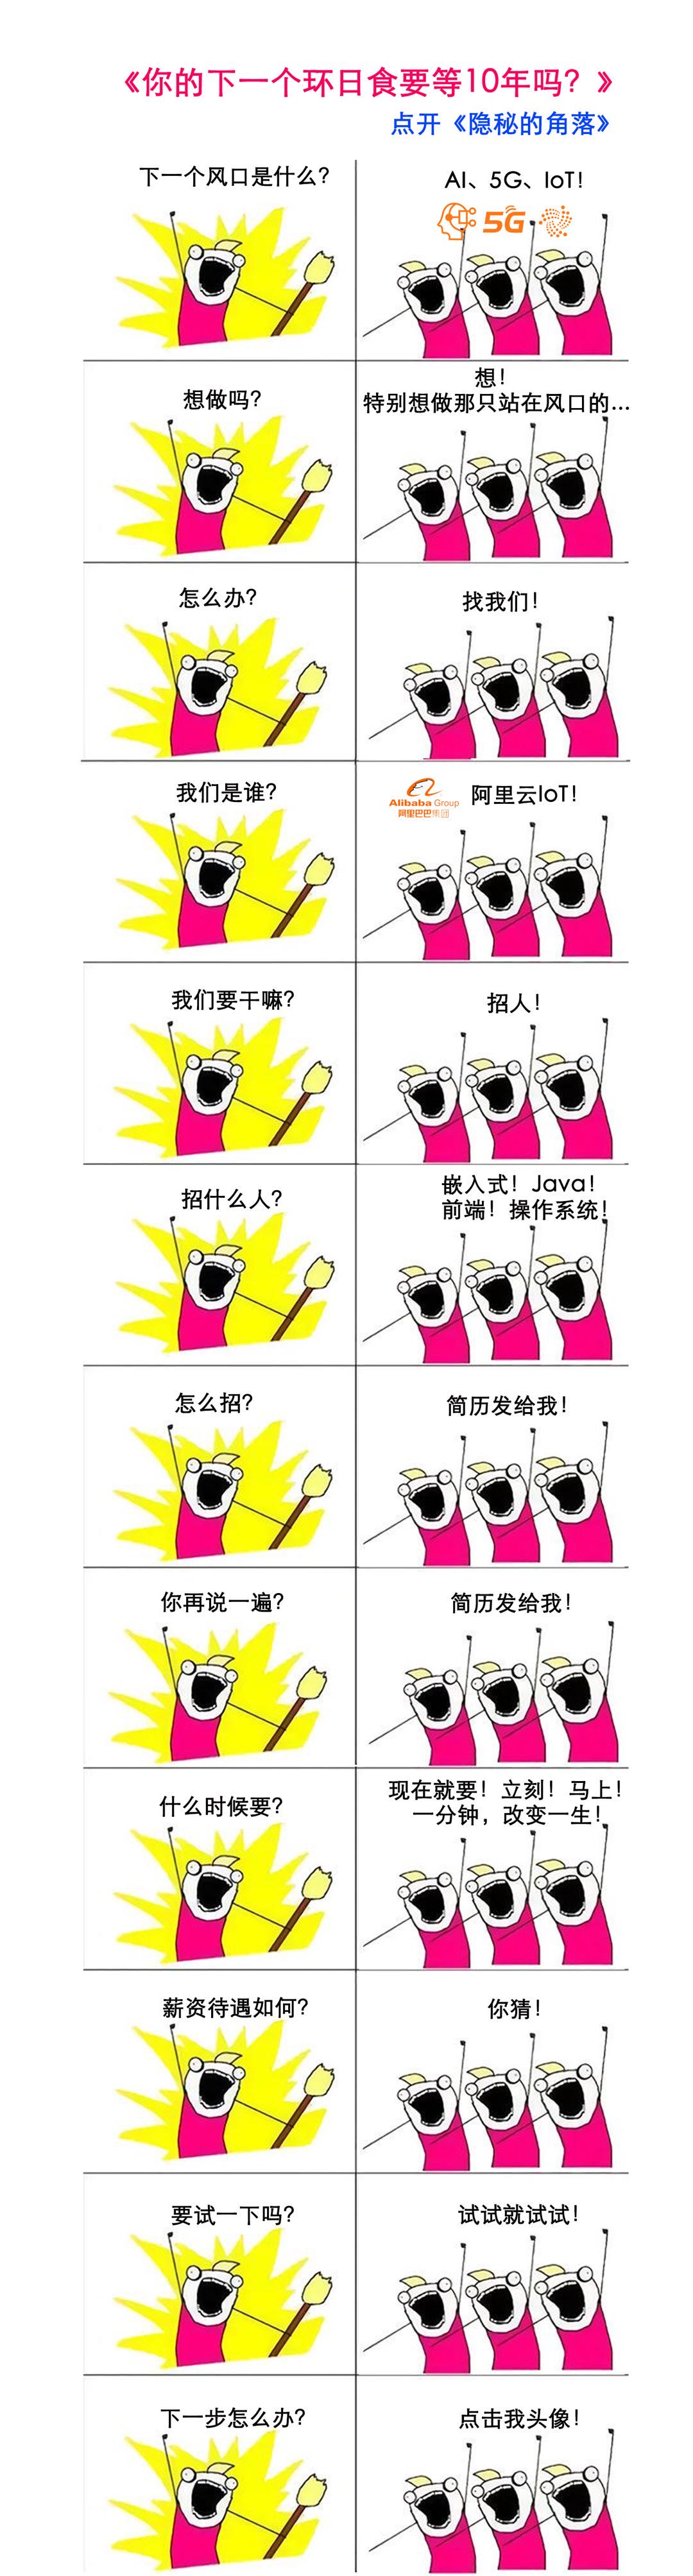 《你的下一个环日食要等10年吗？》
点开《隐秘的角落》
下一个风口是什么?
AI、5G、IoT!
5G
想做吗?
想!
特别想做那只站在风口的...
怎么办?
找我们!
我们是谁?
Alibaba Group
阿里巴巴集团
阿里云IoT!
我们要干嘛?
招人!
招什么人?
嵌入式! Java!
前端! 操作系统!
怎么招?
简历发给我!
你再说一遍?
简历发给我!
什么时候要?
现在就要! 立刻! 马上!
一分钟，改变一生!
薪资待遇如何?
你猜!
要试一下吗?
试试就试试!
下一步怎么办?
点击我头像!